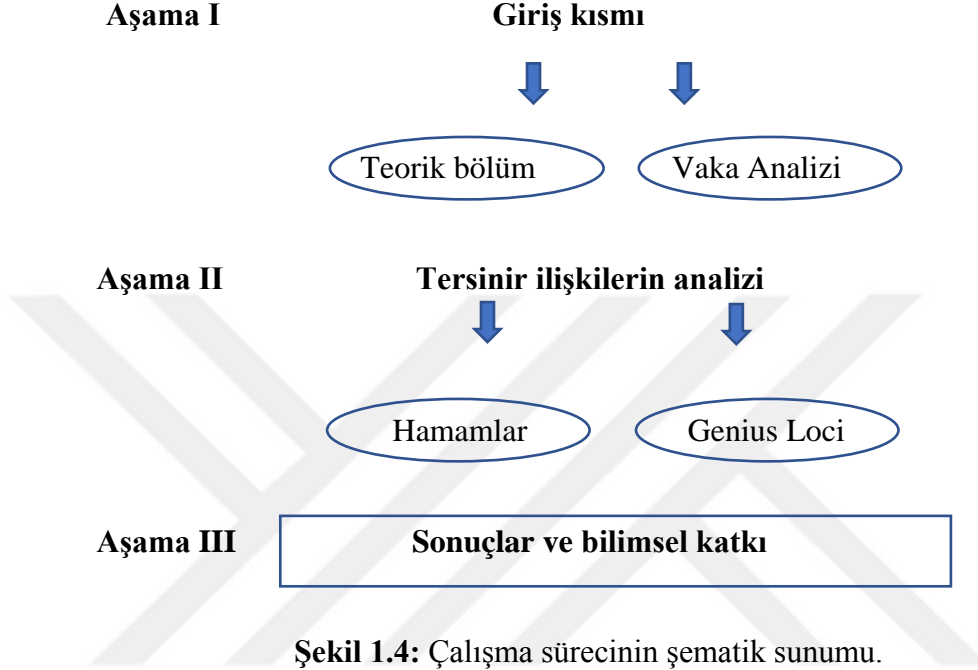 Aşama I Giriş kısmı
Teorik bölüm Vaka Analizi
Aşama II Tersinir ilişkilerin analizi
Hamamlar Genius Loci
Aşama III Sonuçlar ve bilimsel katkı
Şekil 1.4: Çalışma sürecinin şematik sunumu.